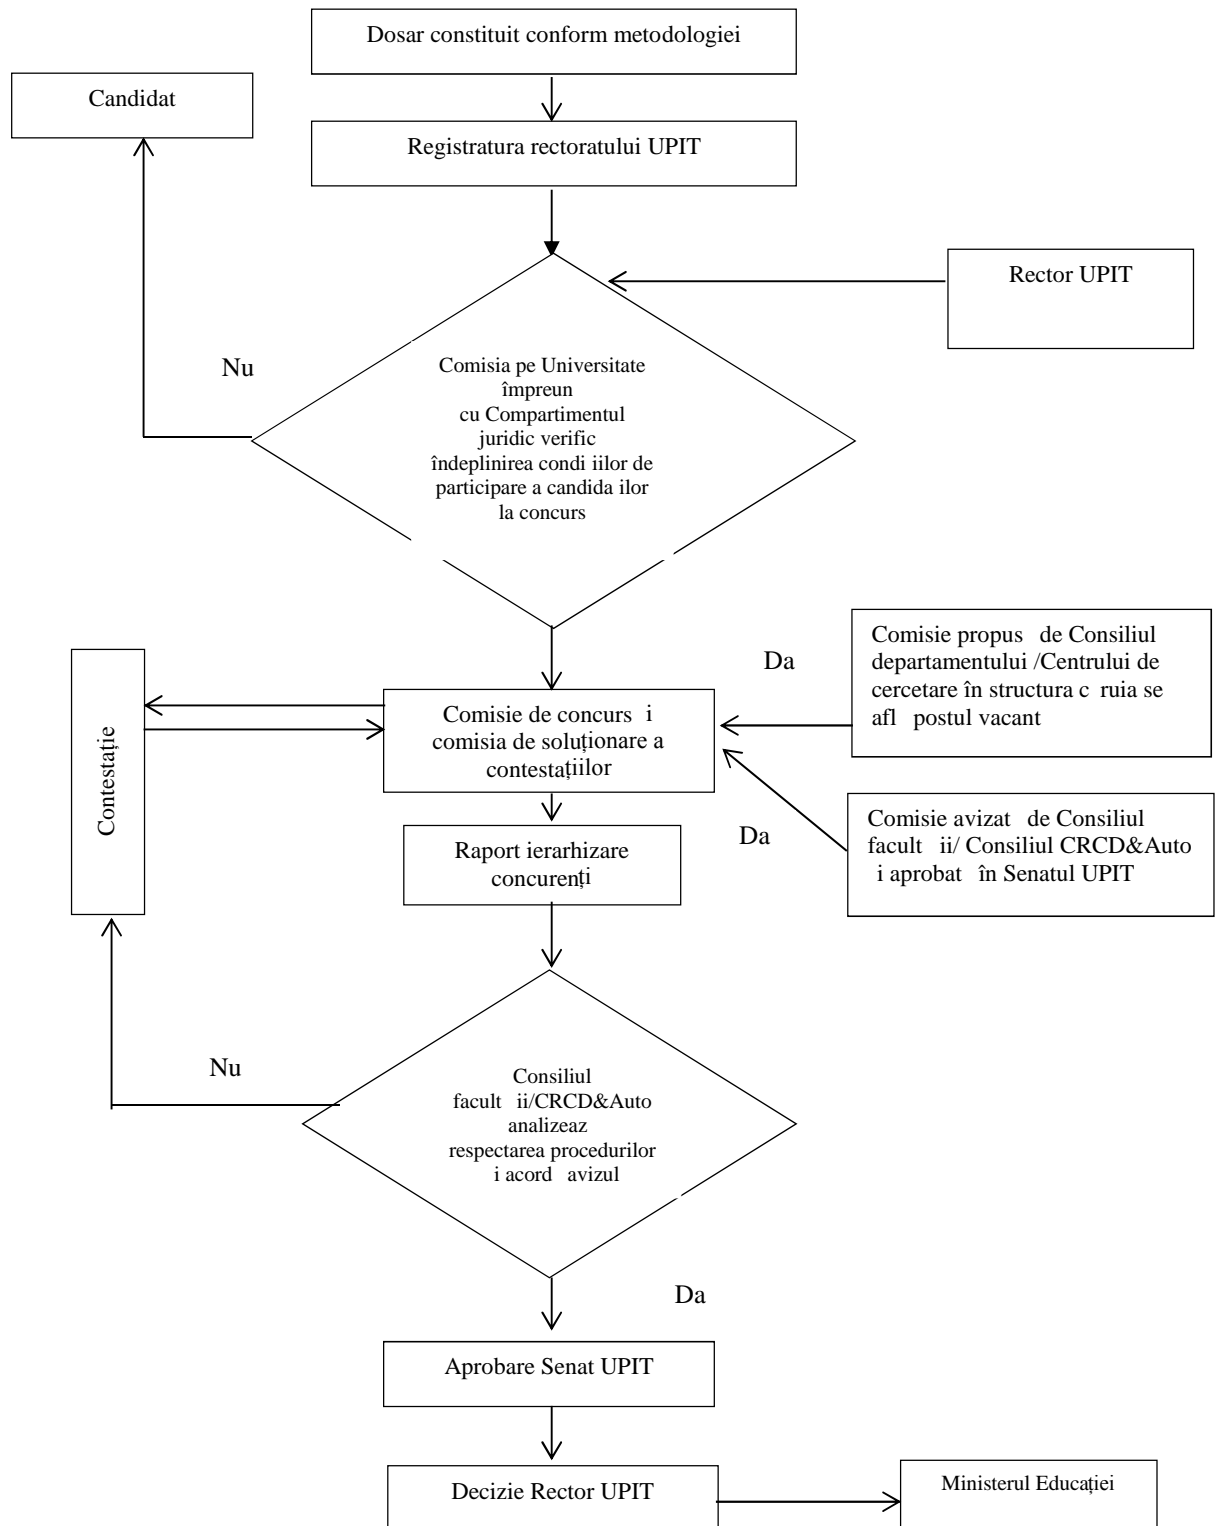 Dosar constituit conform metodologiei
Candidat
Registratura rectoratului UPIT
Rector UPIT
Nu
Comisia pe Universitate
împreun
cu Compartimentul
juridic verific
îndeplinirea condi iilor de
participare a candida ilor
la concurs
Da
Comisie propus de Consiliul
departamentului /Centrului de
cercetare în structura c ruia se
afl postul vacant
Comisie de concurs i
comisia de soluționare a
contestațiilor
Contestație
Da
Comisie avizat de Consiliul
facult ii/ Consiliul CRCD&Auto
i aprobat în Senatul UPIT
Raport ierarhizare
concurenți
Nu
Consiliul
facult ii/CRCD&Auto
analizeaz
respectarea procedurilor
i acord avizul
Da
Aprobare Senat UPIT
Decizie Rector UPIT
Ministerul Educației